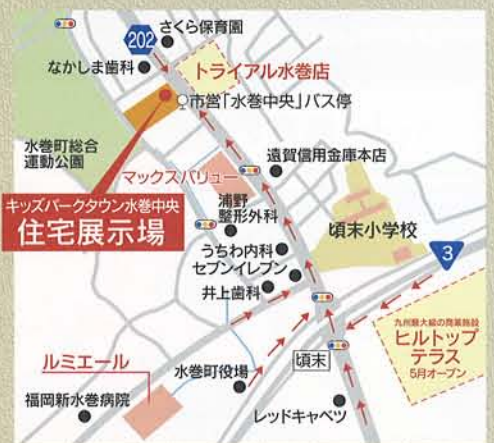 さくら保育園
202
なかしま歯科
トライアル水巻店
市営「水巻中央」バス停
水巻町総合
運動公園
遠賀信用金庫本店
マックスバリュー
キッズパークタウン水巻中央
住宅展示場
浦野
整形外科
頃末小学校
うちわ内科
セブンイレブン
3
井上歯科
九州最大級の商業施設
ヒルトップ
テラス
5月オープン
ルミエール
水巻町役場
頃末
福岡新水巻病院
レッドキャベツ